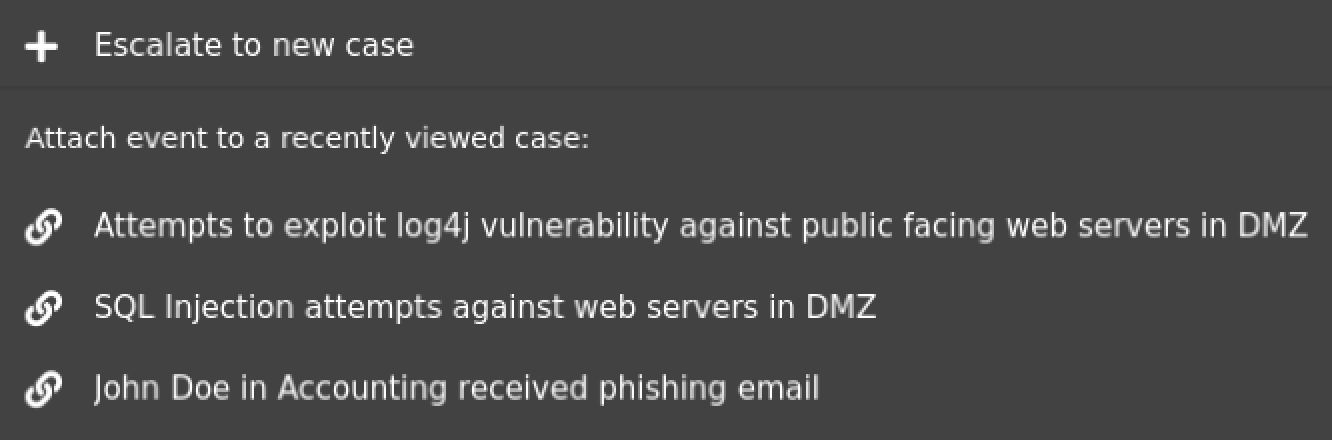 Escalate to new case
Attach event to a recently viewed case:
Attempts to exploit log4j vulnerability against public facing web servers in DMZ
SQL Injection attempts against web servers in DMZ
John Doe in Accounting received phishing email